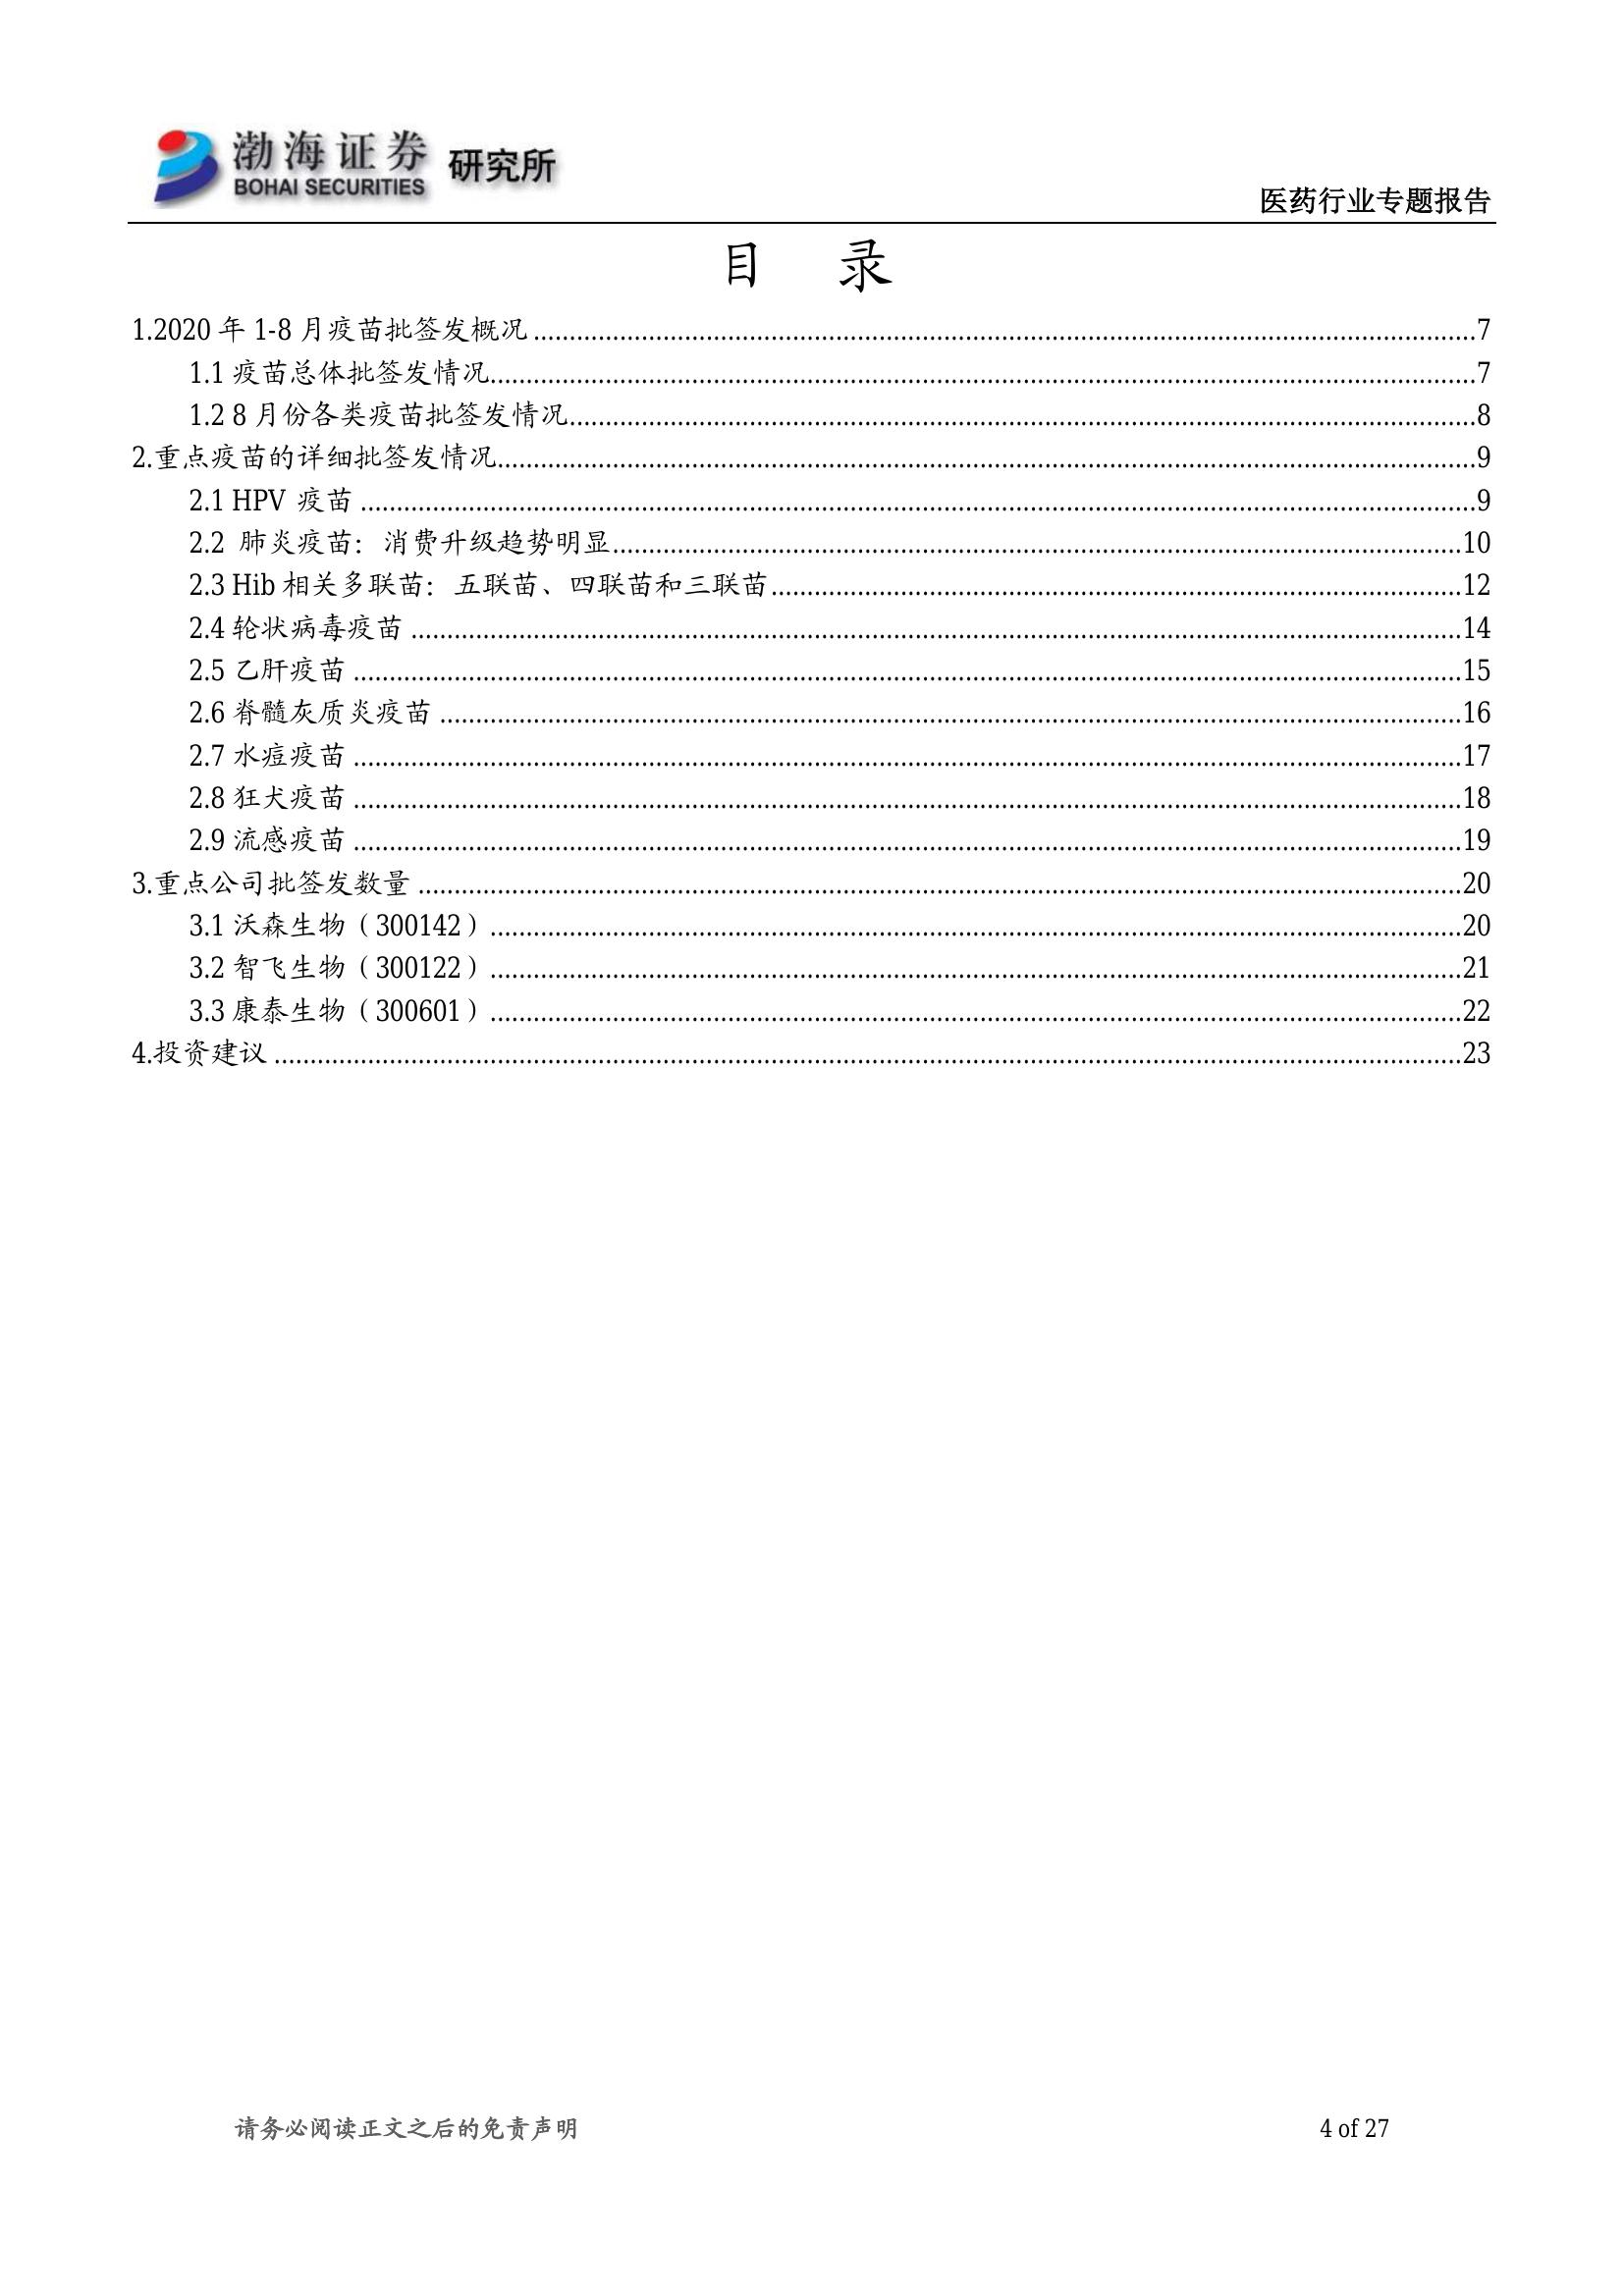 渤海证券
BOHAI SECURITIES
研究所
医药行业专题报告
目 录
1.2020 年 1-8 月疫苗批签发概况 ........ 7
1.1 疫苗总体批签发情况........ 7
1.2 8 月份各类疫苗批签发情况........ 8
2.重点疫苗的详细批签发情况........ 9
2.1 HPV 疫苗 ........ 9
2.2 肺炎疫苗：消费升级趋势明显........ 10
2.3 Hib 相关多联苗：五联苗、四联苗和三联苗........ 12
2.4 轮状病毒疫苗 ........ 14
2.5 乙肝疫苗 ........ 15
2.6 脊髓灰质炎疫苗 ........ 16
2.7 水痘疫苗 ........ 17
2.8 狂犬疫苗 ........ 18
2.9 流感疫苗 ........ 19
3.重点公司批签发数量 ........ 20
3.1 沃森生物（300142）........ 20
3.2 智飞生物（300122）........ 21
3.3 康泰生物（300601）........ 22
4.投资建议 ........ 23
请务必阅读正文之后的免责声明
4 of 27